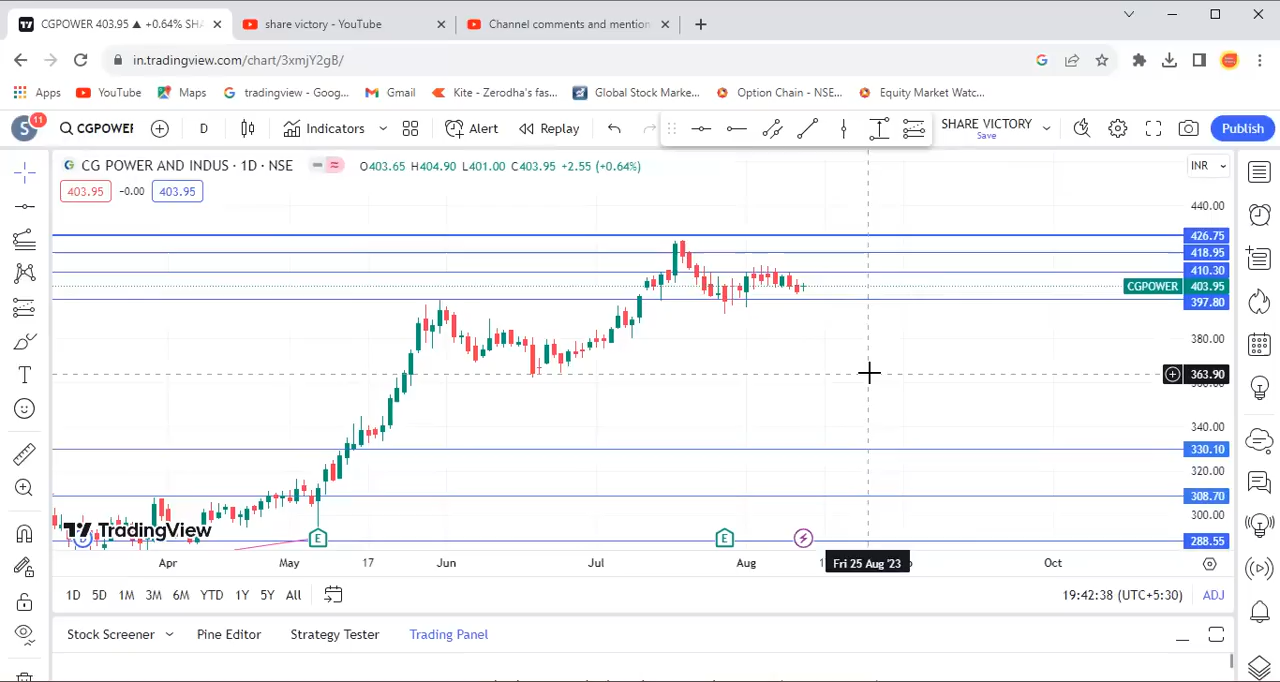 CGPOWER 403.95 ▲ +0.64% SH
share victory - YouTube
Channel comments and mention
in.tradingview.com/chart/3xmjY2gB/
Apps YouTube Maps tradingview - Goog... Gmail Kite - Zerodha's fas... Global Stock Marke... Option Chain - NSE... Equity Market Watc...
S 11 CGPOWER D Indicators Alert Replay SHARE VICTORY Save Publish
CG POWER AND INDUS · 1D · NSE O403.65 H404.90 L401.00 C403.95 +2.55 (+0.64%) INR
403.95 −0.00 403.95
440.00
426.75
418.95
410.30
CGPOWER 403.95
397.80
380.00
363.90
340.00
330.10
320.00
308.70
300.00
TradingView
E E
288.55
Apr May 17 Jun Jul Aug Fri 25 Aug '23 Oct
1D 5D 1M 3M 6M YTD 1Y 5Y All 19:42:38 (UTC+5:30) ADJ
Stock Screener Pine Editor Strategy Tester Trading Panel